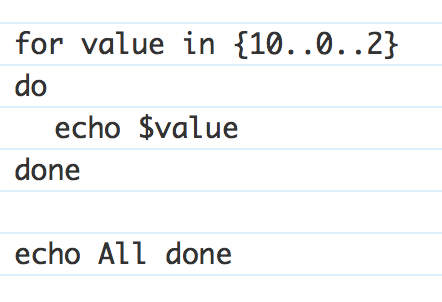 for value in {10..0..2}
do
echo $value
done
echo All done